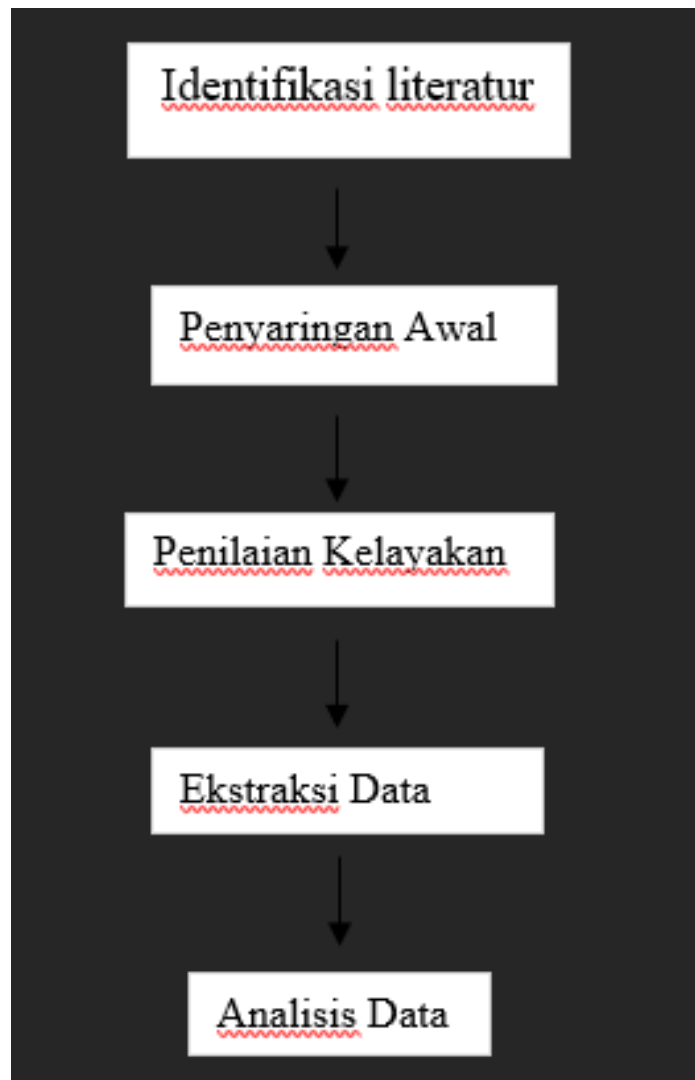 Identifikasi literatur
Penyaringan Awal
Penilaian Kelayakan
Ekstraksi Data
Analisis Data